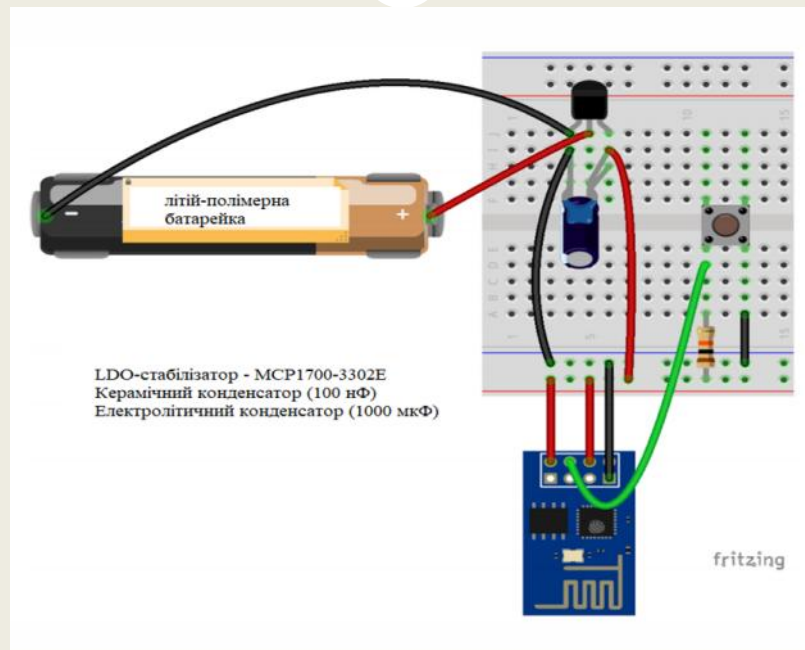 літій-полімерна
батарейка
LDO-стабілізатор - MCP1700-3302E
Керамічний конденсатор (100 нФ)
Електролітичний конденсатор (1000 мкФ)
fritzing